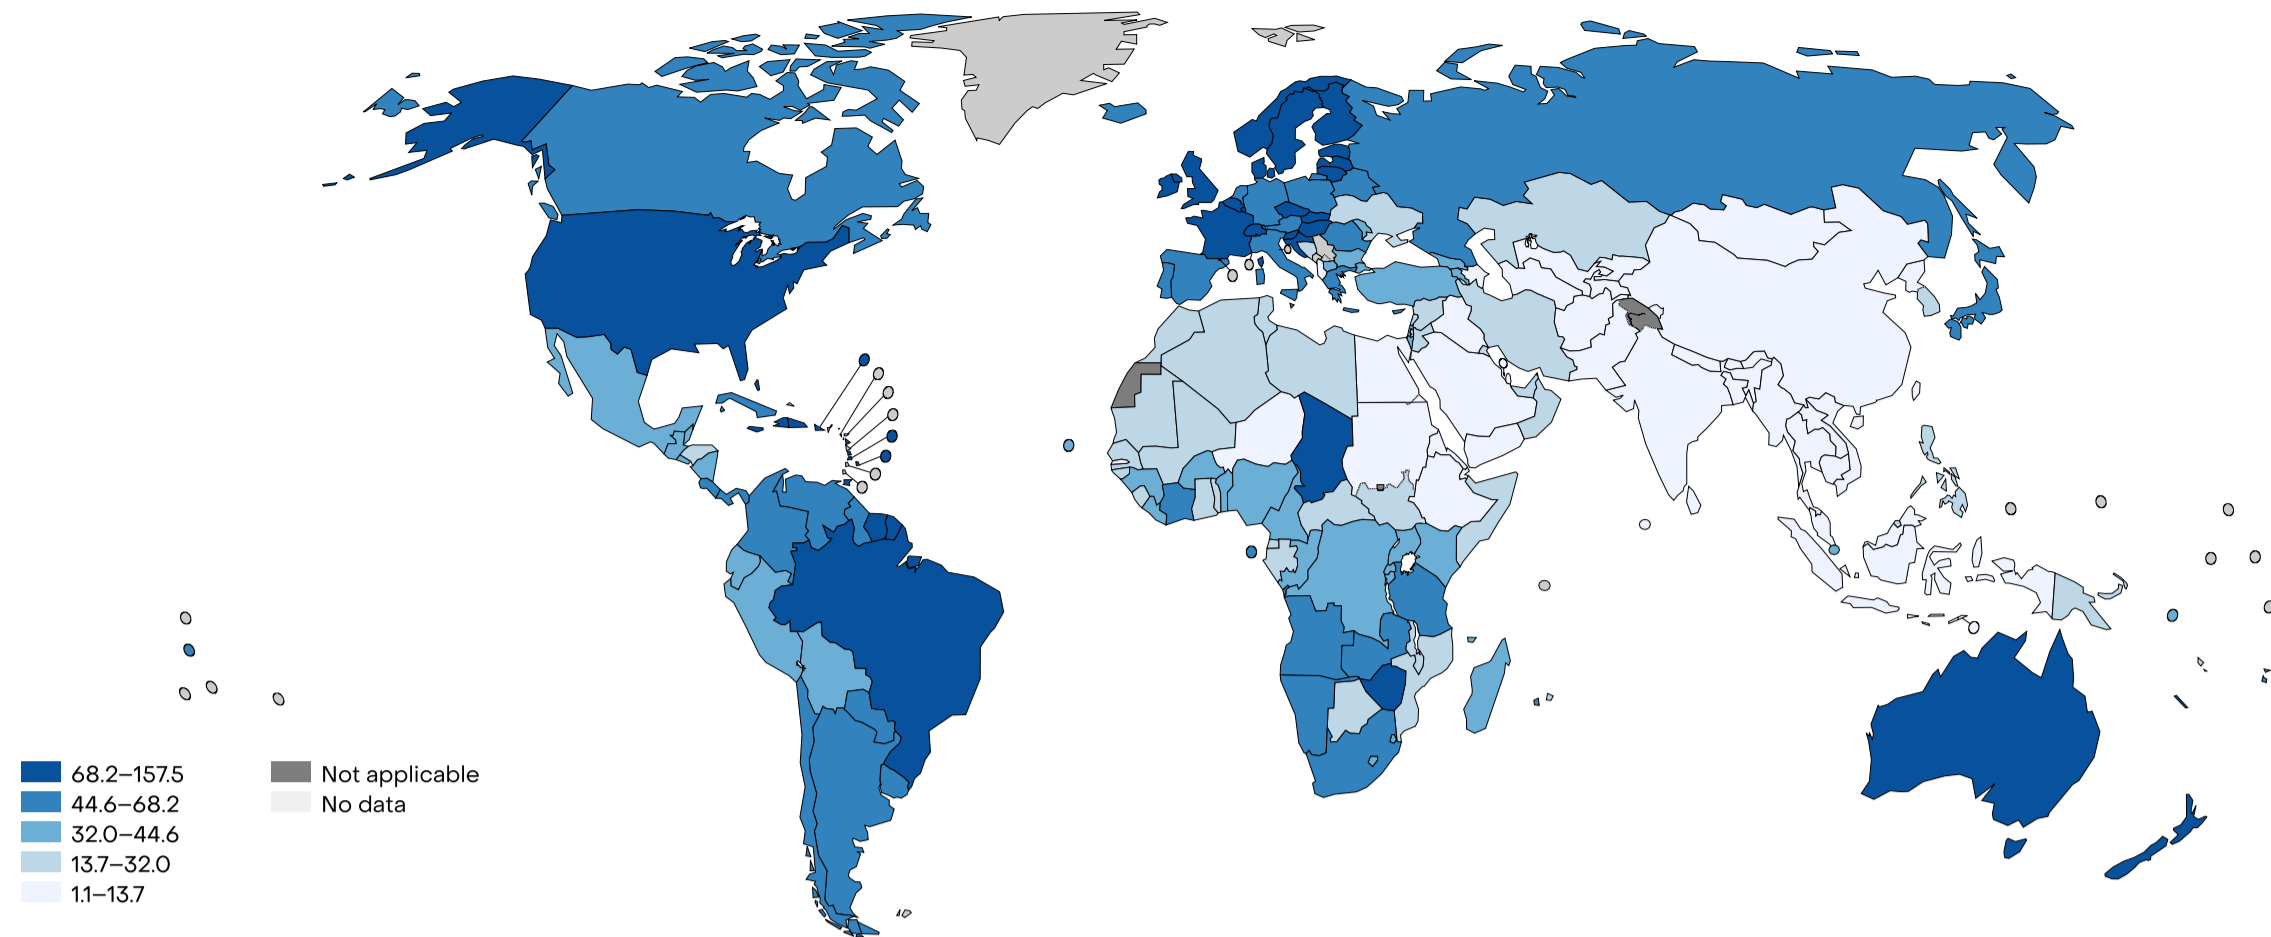 68.2–157.5
44.6–68.2
32.0–44.6
13.7–32.0
1.1–13.7
Not applicable
No data